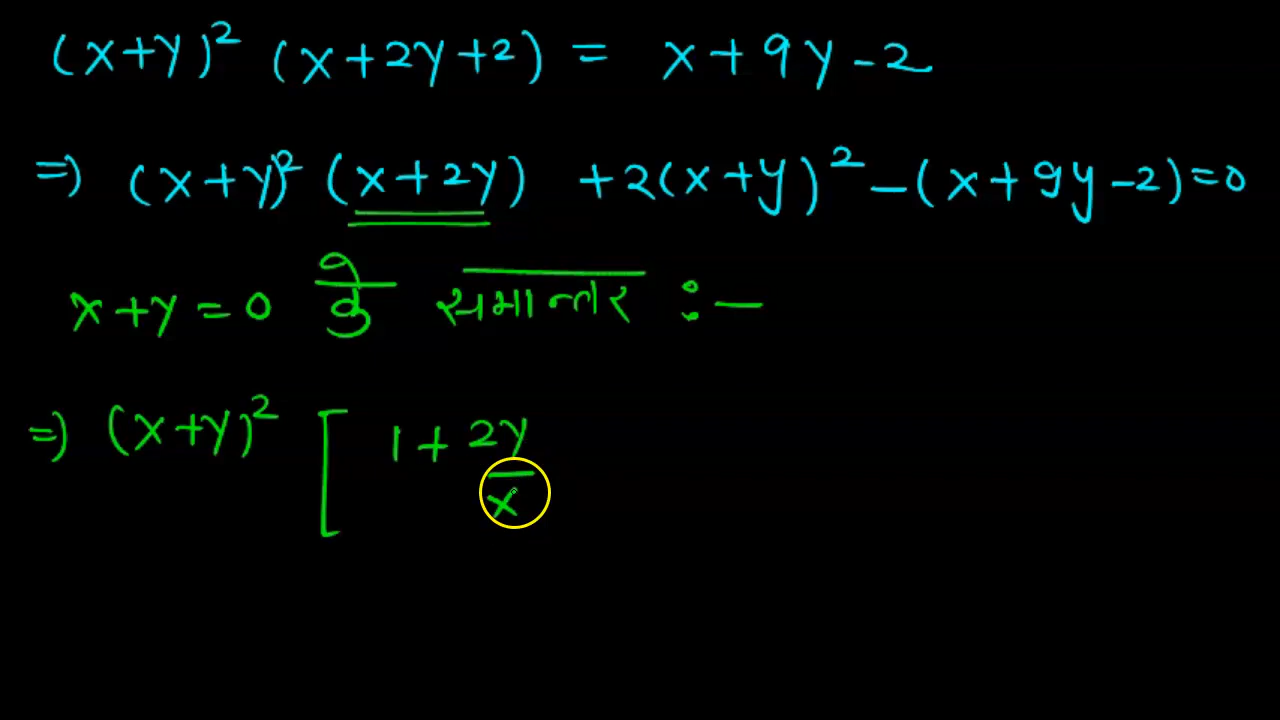 (x+y)² (x+2y+2) = x+9y-2
⇒ (x+y)² (x+2y) +2(x+y)² -(x+9y-2)=0
x+y=0 के समान्तर :—
⇒ (x+y)² [ 1 + 2y/x